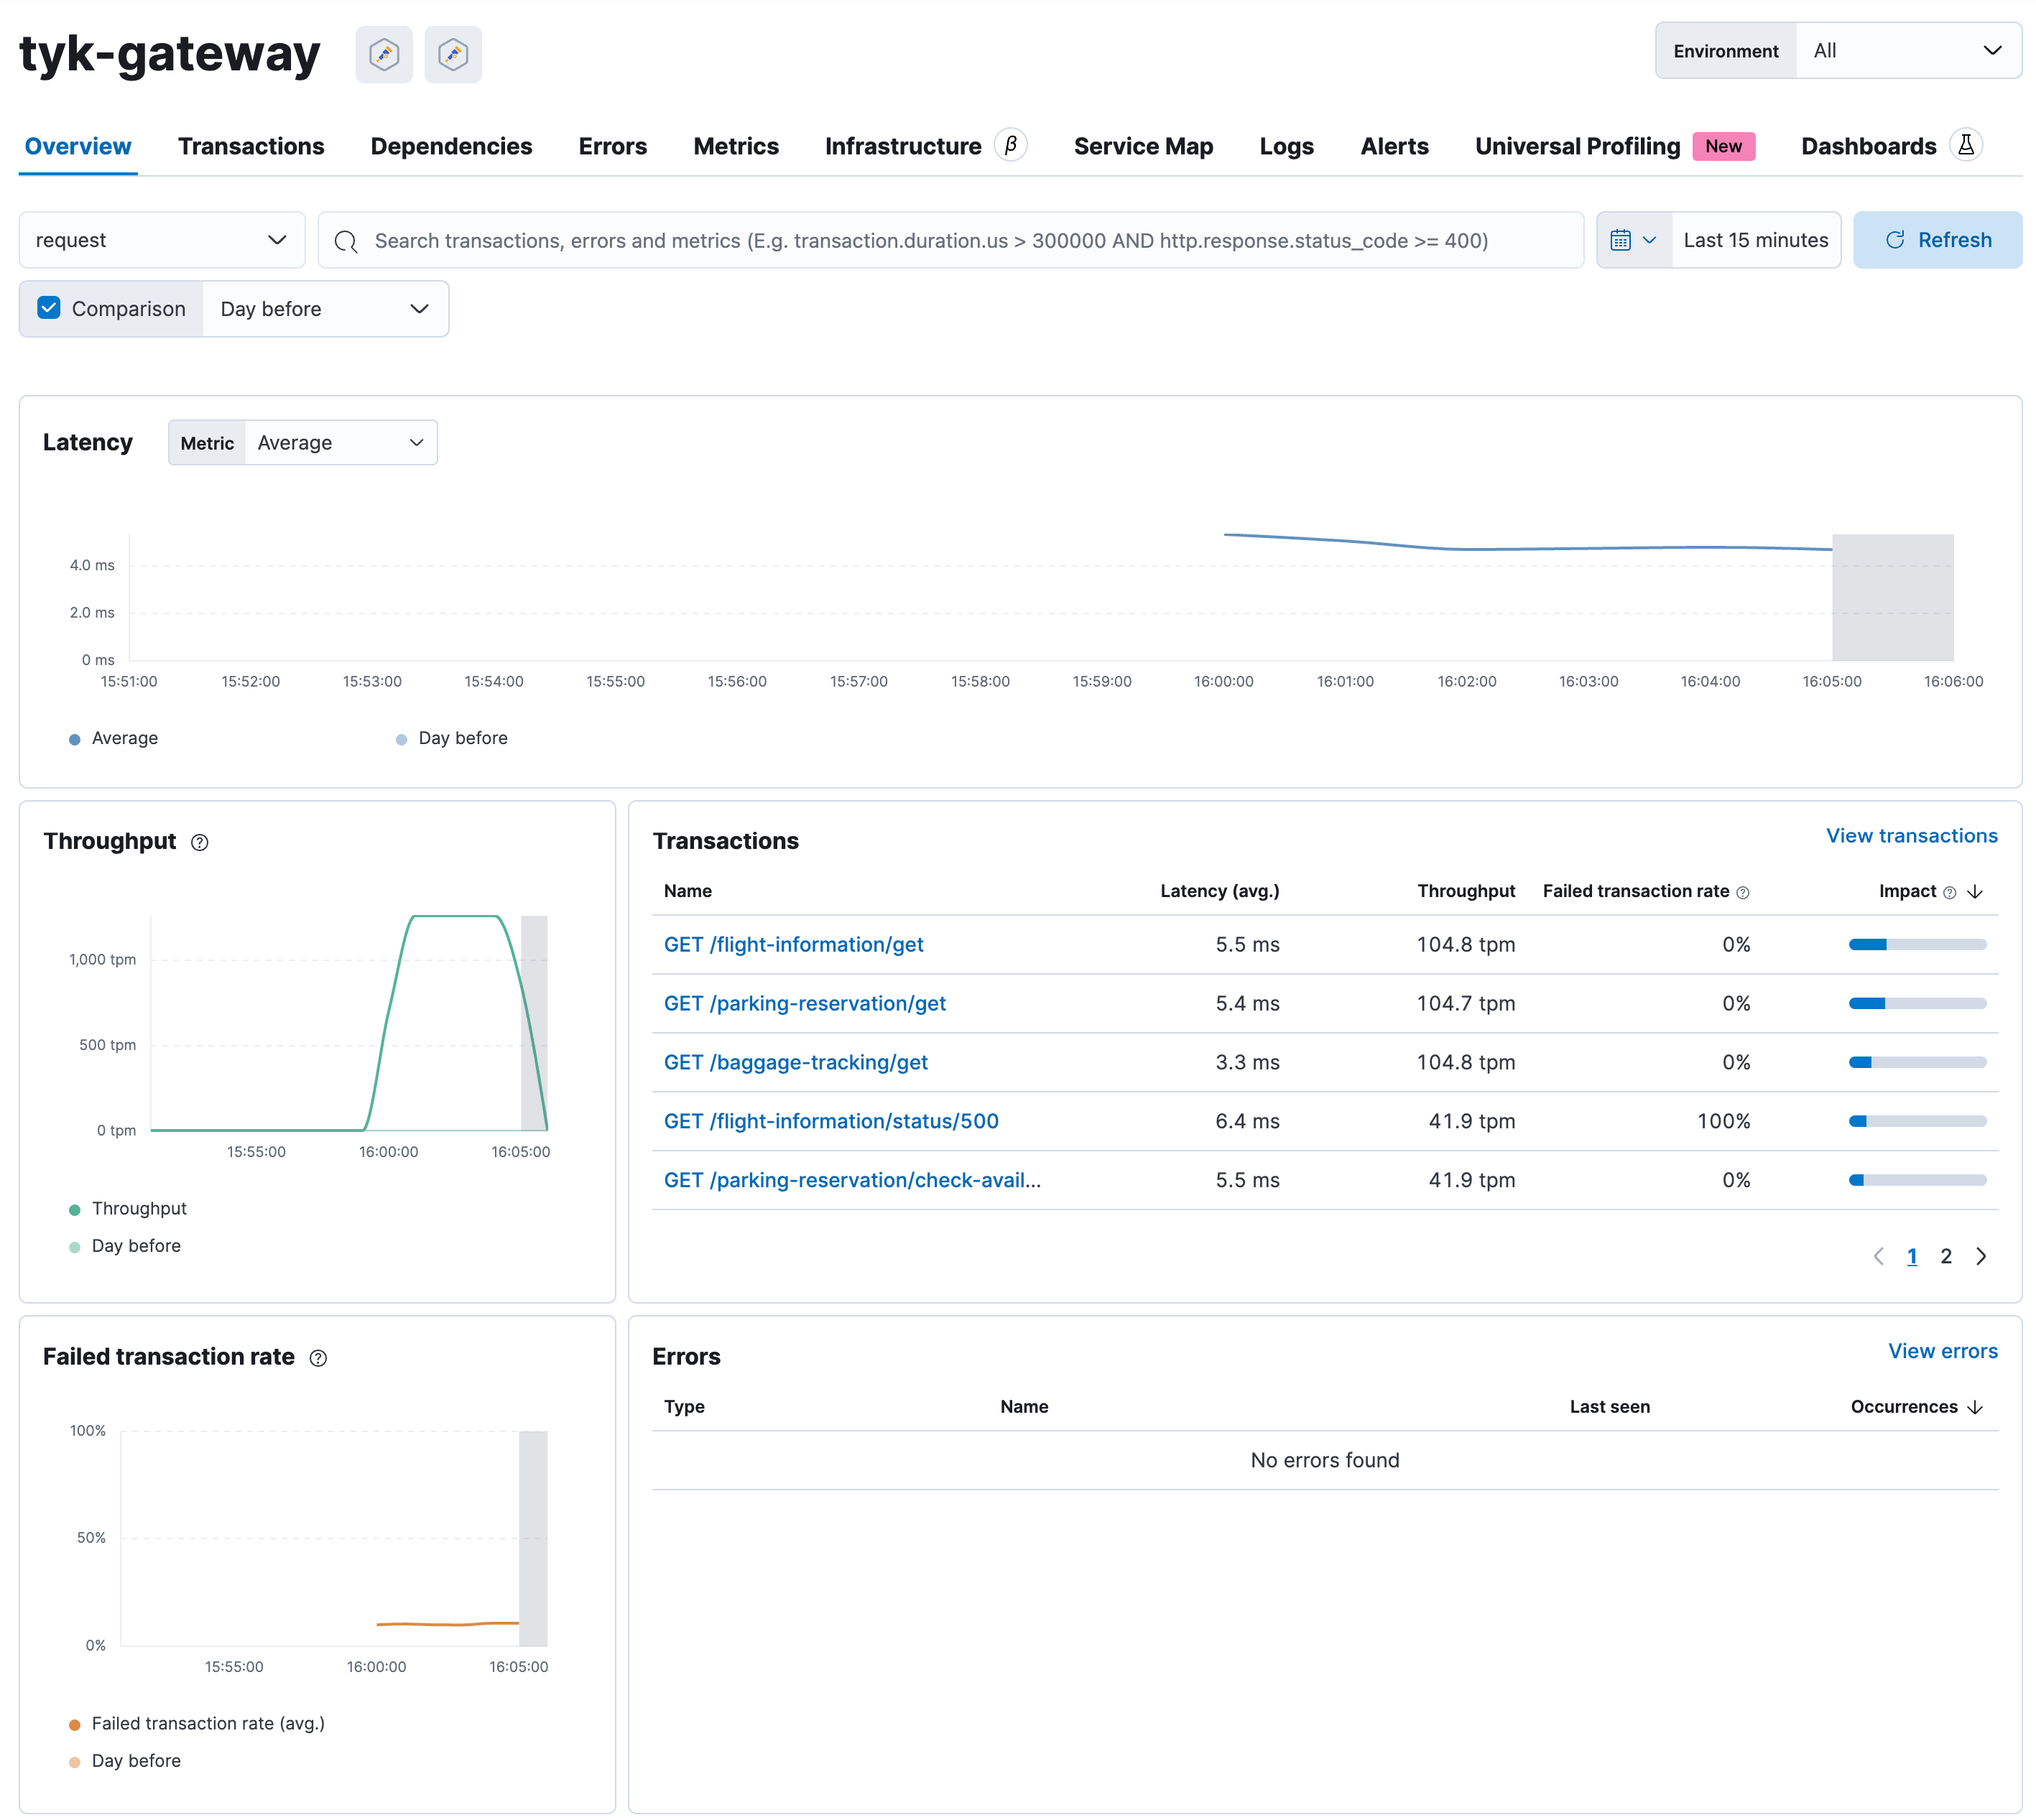 tyk-gateway
Environment All
Overview Transactions Dependencies Errors Metrics Infrastructure β Service Map Logs Alerts Universal Profiling New Dashboards
request Search transactions, errors and metrics (E.g. transaction.duration.us > 300000 AND http.response.status_code >= 400) Last 15 minutes Refresh
Comparison Day before
Latency Metric Average
4.0 ms
2.0 ms
0 ms
15:51:00 15:52:00 15:53:00 15:54:00 15:55:00 15:56:00 15:57:00 15:58:00 15:59:00 16:00:00 16:01:00 16:02:00 16:03:00 16:04:00 16:05:00 16:06:00
Average Day before
Throughput ?
1,000 tpm
500 tpm
0 tpm
15:55:00 16:00:00 16:05:00
Throughput
Day before
Transactions View transactions
Name Latency (avg.) Throughput Failed transaction rate ? Impact ?
GET /flight-information/get 5.5 ms 104.8 tpm 0%
GET /parking-reservation/get 5.4 ms 104.7 tpm 0%
GET /baggage-tracking/get 3.3 ms 104.8 tpm 0%
GET /flight-information/status/500 6.4 ms 41.9 tpm 100%
GET /parking-reservation/check-avail... 5.5 ms 41.9 tpm 0%
1 2
Failed transaction rate ?
100%
50%
0%
15:55:00 16:00:00 16:05:00
Failed transaction rate (avg.)
Day before
Errors View errors
Type Name Last seen Occurrences
No errors found